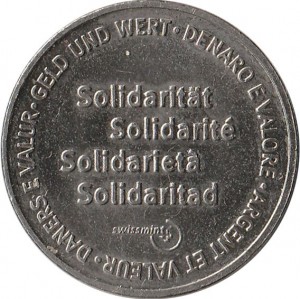 GELD UND WERT · DENARO E VALORE · ARGENT ET VALEUR · DANERS E VALUR ·
Solidarität
Solidarité
Solidarietà
Solidaritad
swissmint